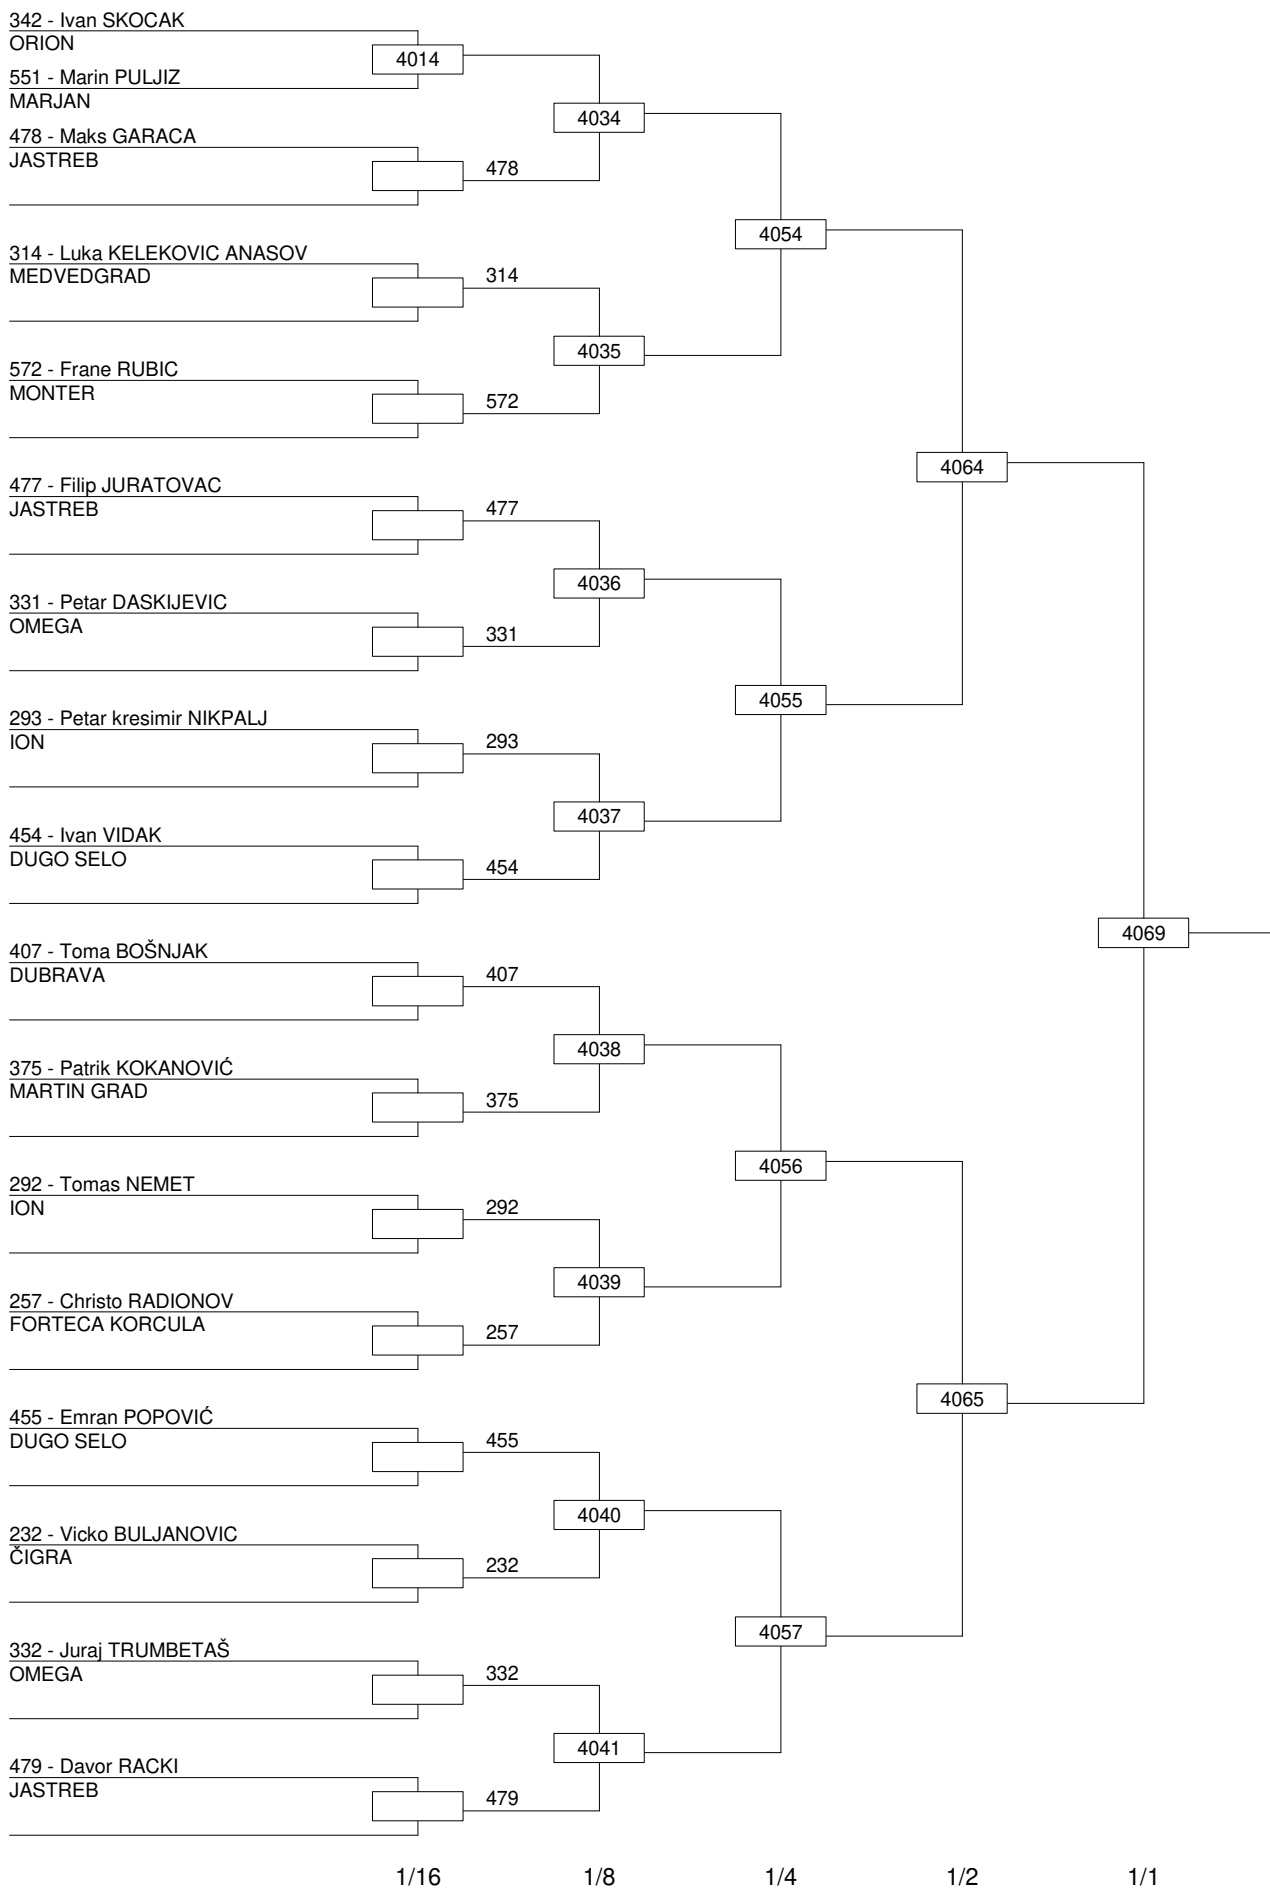 342 - Ivan SKOCAK
ORION
4014
551 - Marin PULJIZ
MARJAN
4034
478 - Maks GARACA
JASTREB
478
4054
314 - Luka KELEKOVIC ANASOV
MEDVEDGRAD
314
4035
572 - Frane RUBIC
MONTER
572
4064
477 - Filip JURATOVAC
JASTREB
477
4036
331 - Petar DASKIJEVIC
OMEGA
331
4055
293 - Petar kresimir NIKPALJ
ION
293
4037
454 - Ivan VIDAK
DUGO SELO
454
4069
407 - Toma BOŠNJAK
DUBRAVA
407
4038
375 - Patrik KOKANOVIĆ
MARTIN GRAD
375
4056
292 - Tomas NEMET
ION
292
4039
257 - Christo RADIONOV
FORTECA KORCULA
257
4065
455 - Emran POPOVIĆ
DUGO SELO
455
4040
232 - Vicko BULJANOVIC
ČIGRA
232
4057
332 - Juraj TRUMBETAŠ
OMEGA
332
4041
479 - Davor RACKI
JASTREB
479
1/16 1/8 1/4 1/2 1/1